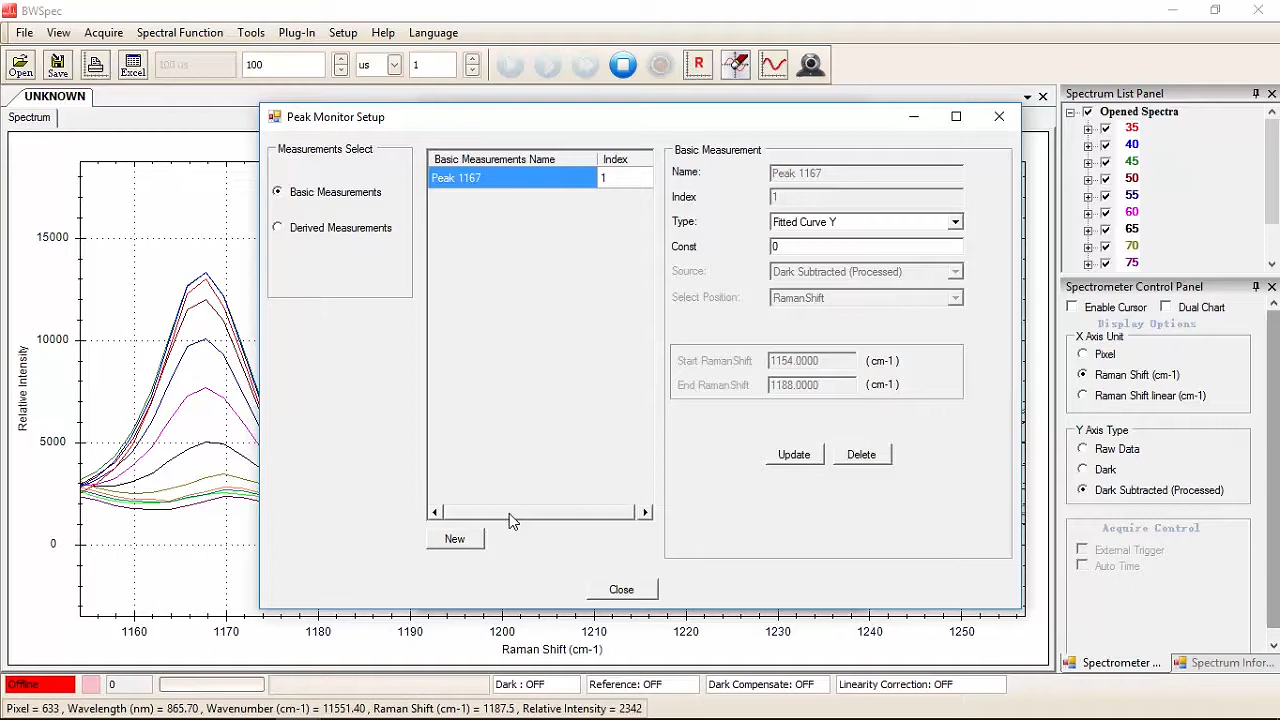 BWSpec
File View Acquire Spectral Function Tools Plug-In Setup Help Language
Open Save Excel 100 us 100 us 1 R
UNKNOWN
Spectrum
Relative Intensity
15000
10000
5000
0
1160 1170 1180 1190 1200 1210 1220 1230 1240 1250
Raman Shift (cm-1)
Peak Monitor Setup
Measurements Select
Basic Measurements
Derived Measurements
Basic Measurements Name Index
Peak 1167 1
New
Close
Basic Measurement
Name: Peak 1167
Index 1
Type: Fitted Curve Y
Const 0
Source: Dark Subtracted (Processed)
Select Position: RamanShift
Start RamanShift 1154.0000 (cm-1)
End RamanShift 1188.0000 (cm-1)
Update Delete
Spectrum List Panel
Opened Spectra
35
40
45
50
55
60
65
70
75
Spectrometer Control Panel
Enable Cursor Dual Chart
Display Options
X Axis Unit
Pixel
Raman Shift (cm-1)
Raman Shift linear (cm-1)
Y Axis Type
Raw Data
Dark
Dark Subtracted (Processed)
Acquire Control
External Trigger
Auto Time
Spectrometer ... Spectrum Infor...
Offline 0 Dark : OFF Reference: OFF Dark Compensate: OFF Linearity Correction: OFF
Pixel = 633 , Wavelength (nm) = 865.70 , Wavenumber (cm-1) = 11551.40 , Raman Shift = 1187.5 , Relative Intensity = 2342